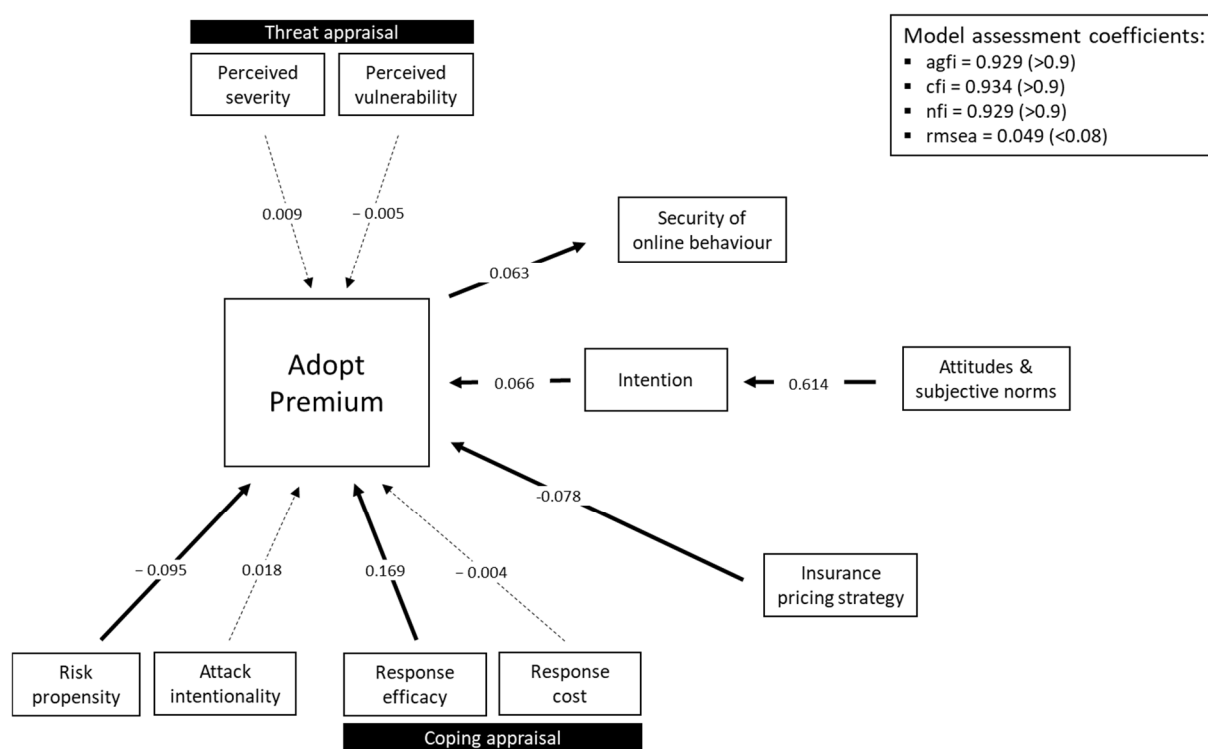 Threat appraisal
Perceived
severity
Perceived
vulnerability
Model assessment coefficients:
▪ agfi = 0.929 (>0.9)
▪ cfi = 0.934 (>0.9)
▪ nfi = 0.929 (>0.9)
▪ rmsea = 0.049 (<0.08)
0.009
– 0.005
Security of
online behaviour
0.063
Adopt
Premium
0.066
Intention
0.614
Attitudes &
subjective norms
-0.078
Insurance
pricing strategy
– 0.095
0.018
0.169
– 0.004
Risk
propensity
Attack
intentionality
Response
efficacy
Response
cost
Coping appraisal